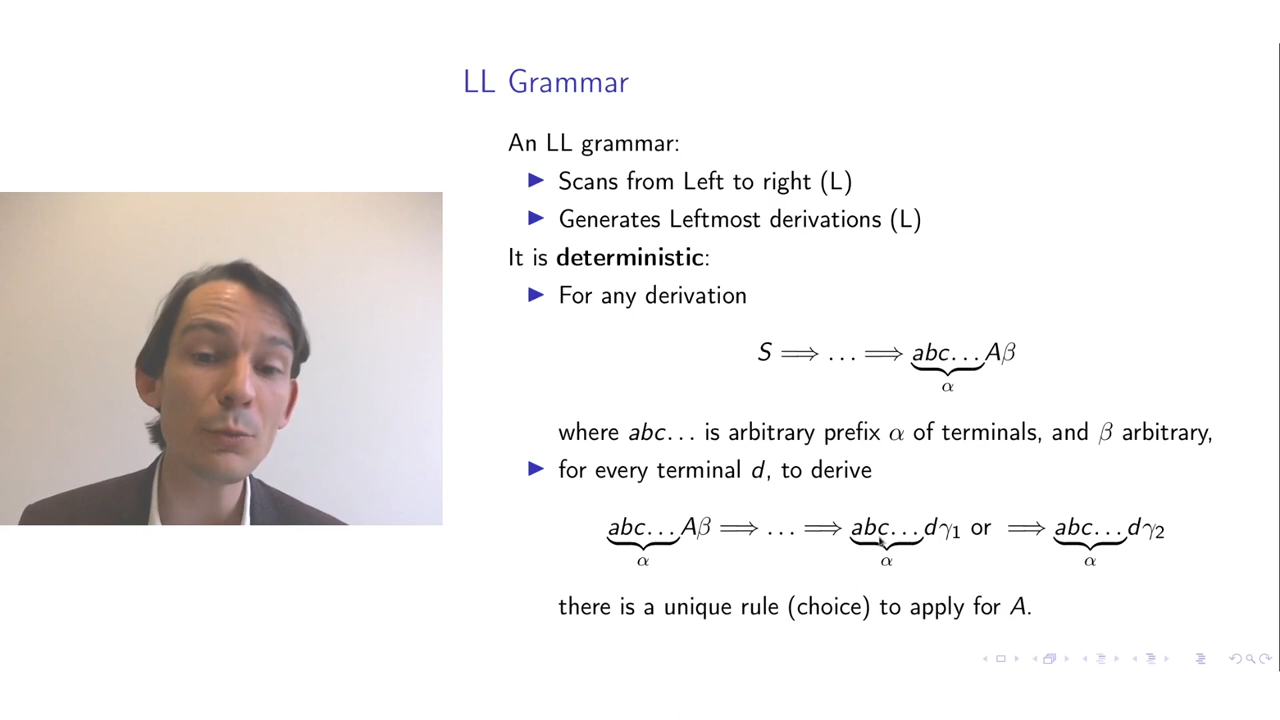 LL Grammar
An LL grammar:
▶ Scans from Left to right (L)
▶ Generates Leftmost derivations (L)
It is deterministic:
▶ For any derivation
S ⟹ … ⟹ abc… Aβ
α
where abc… is arbitrary prefix α of terminals, and β arbitrary,
▶ for every terminal d, to derive
abc… Aβ ⟹ … ⟹ abc… dγ₁ or ⟹ abc… dγ₂
α α α
there is a unique rule (choice) to apply for A.